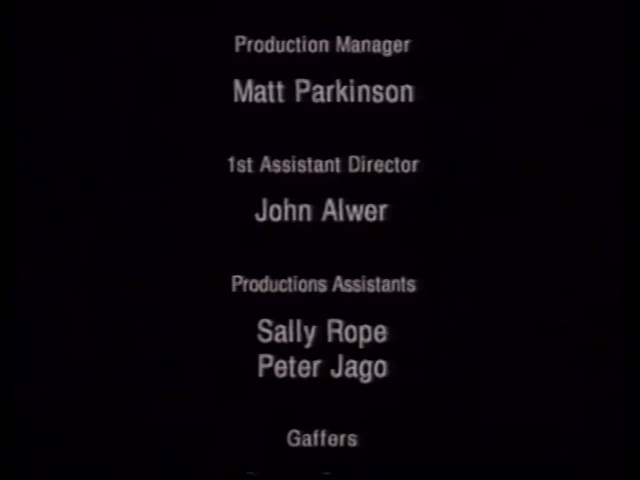 Production Manager
Matt Parkinson
1st Assistant Director
John Alwer
Productions Assistants
Sally Rope
Peter Jago
Gaffers